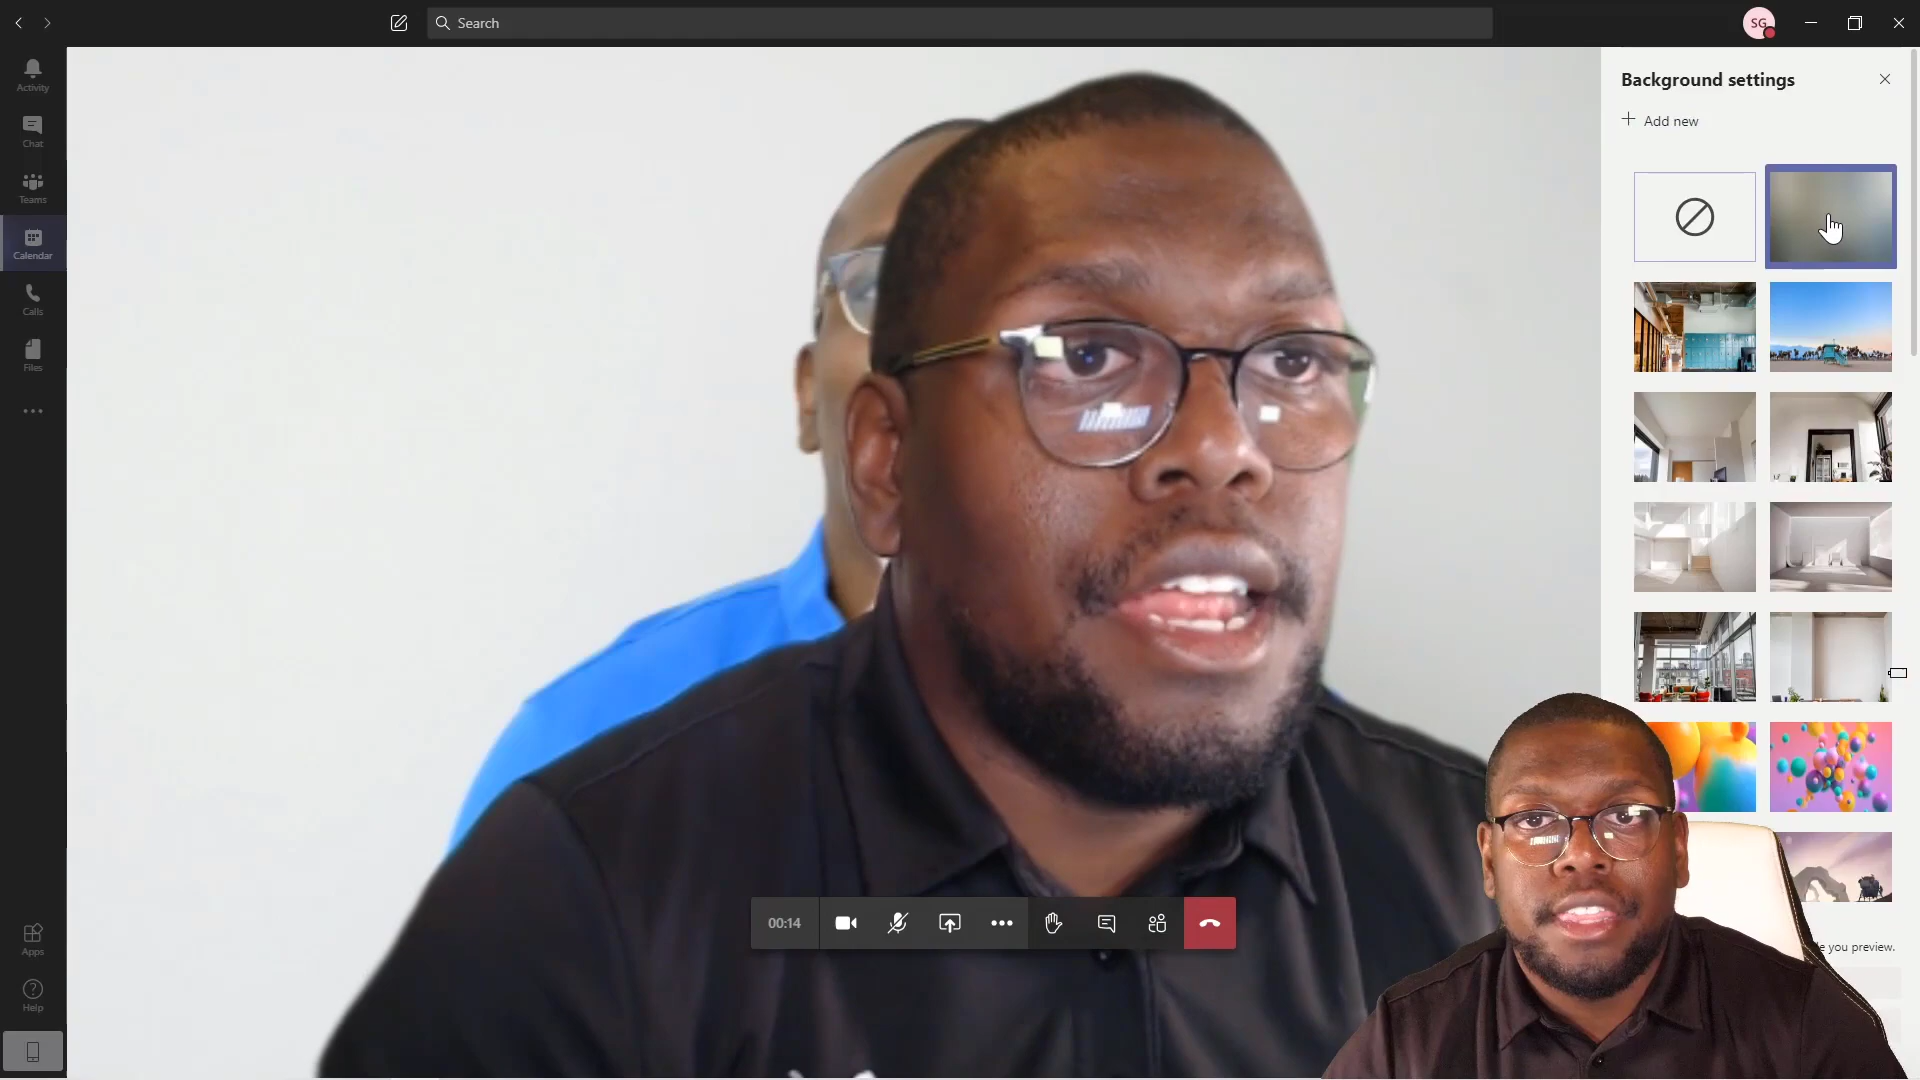 Search
SG
Activity
Chat
Teams
Calendar
Calls
Files
Apps
Help
Background settings
Add new
00:14
you preview.